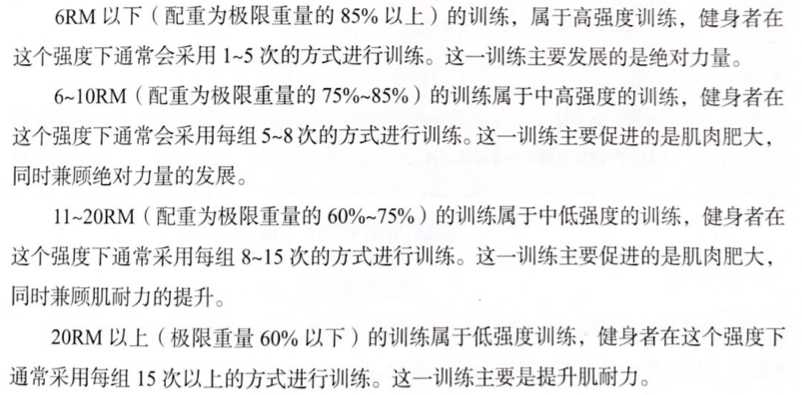 6RM 以下（配重为极限重量的 85% 以上）的训练，属于高强度训练，健身者在
这个强度下通常会采用 1~5 次的方式进行训练。这一训练主要发展的是绝对力量。
6~10RM（配重为极限重量的 75%~85%）的训练属于中高强度的训练，健身者在
这个强度下通常会采用每组 5~8 次的方式进行训练。这一训练主要促进的是肌肉肥大，
同时兼顾绝对力量的发展。
11~20RM（配重为极限重量的 60%~75%）的训练属于中低强度的训练，健身者在
这个强度下通常采用每组 8~15 次的方式进行训练。这一训练主要促进的是肌肉肥大，
同时兼顾肌耐力的提升。
20RM 以上（极限重量 60% 以下）的训练属于低强度训练，健身者在这个强度下
通常采用每组 15 次以上的方式进行训练。这一训练主要是提升肌耐力。